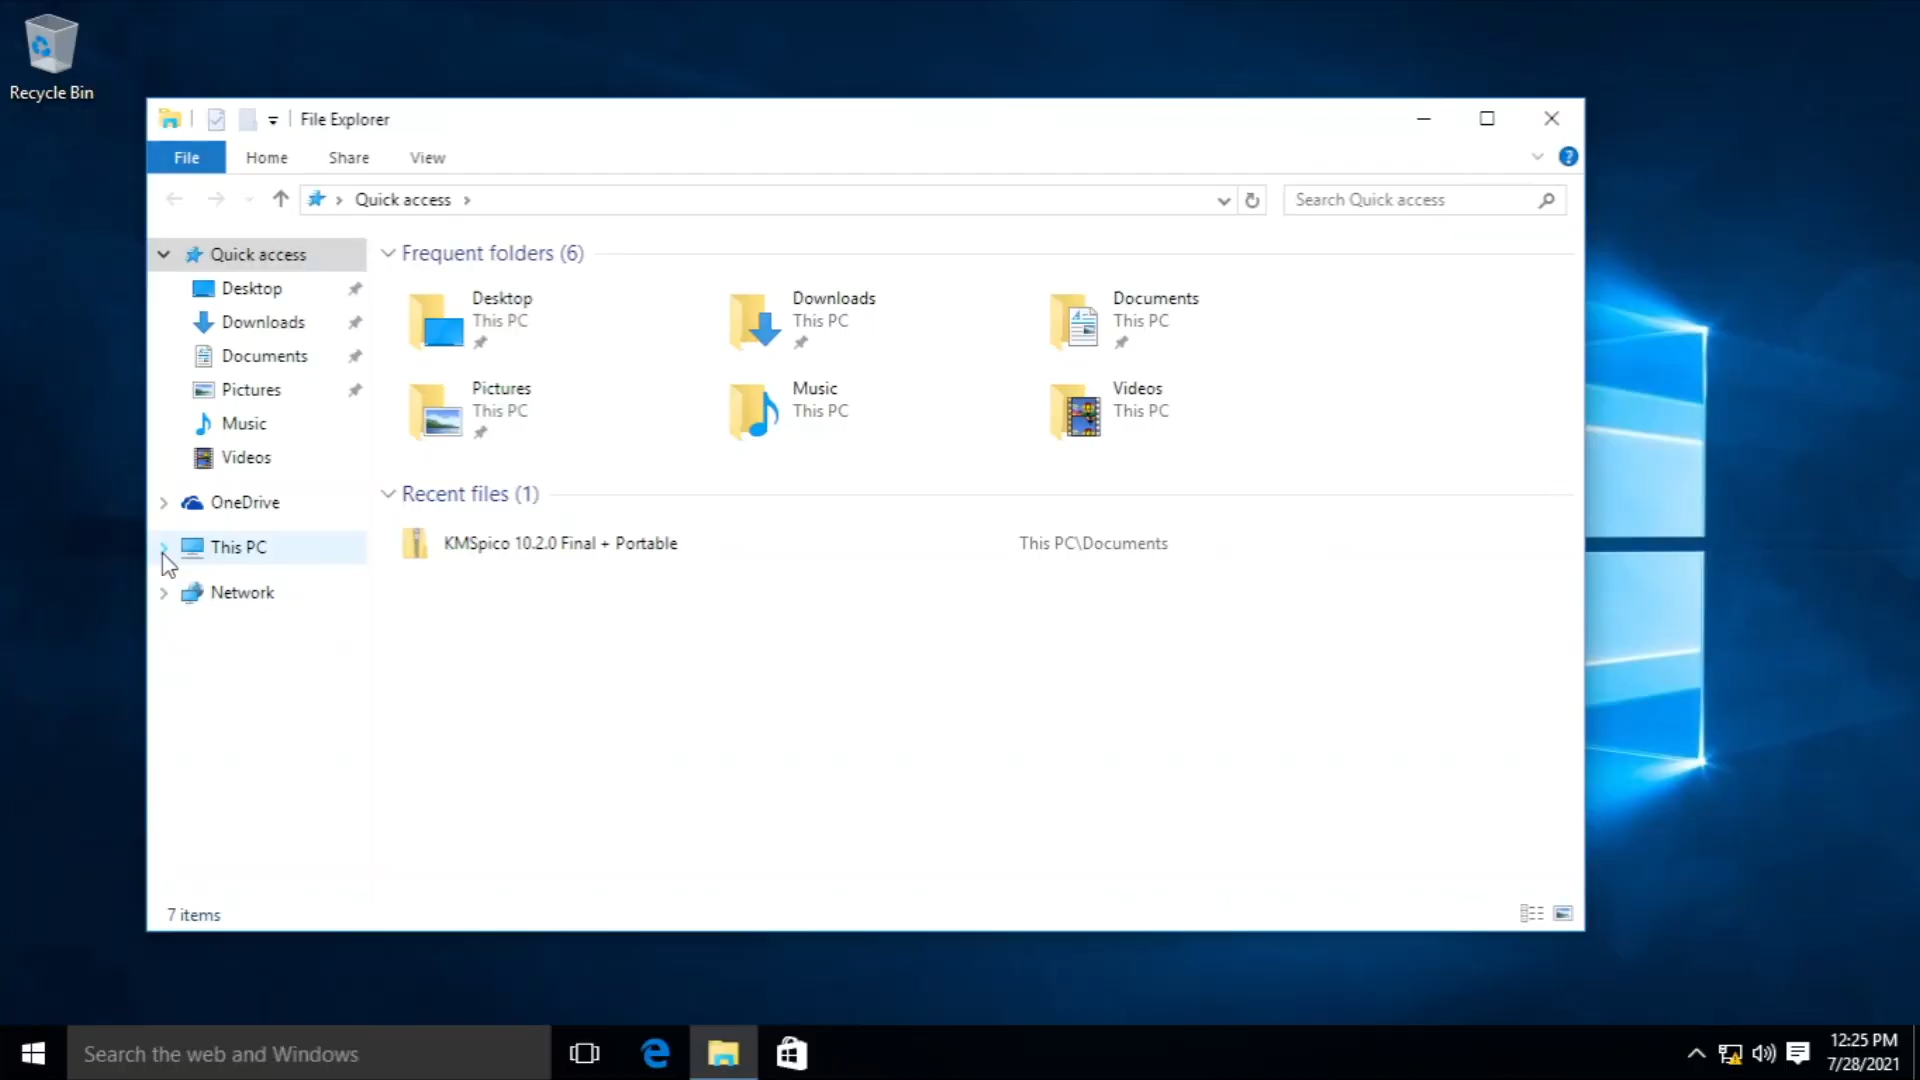 Recycle Bin
File Explorer
File Home Share View
Quick access
Search Quick access
Quick access
Desktop
Downloads
Documents
Pictures
Music
Videos
OneDrive
This PC
Network
Frequent folders (6)
Desktop
This PC
Downloads
This PC
Documents
This PC
Pictures
This PC
Music
This PC
Videos
This PC
Recent files (1)
KMSpico 10.2.0 Final + Portable This PC\Documents
7 items
Search the web and Windows
12:25 PM
7/28/2021